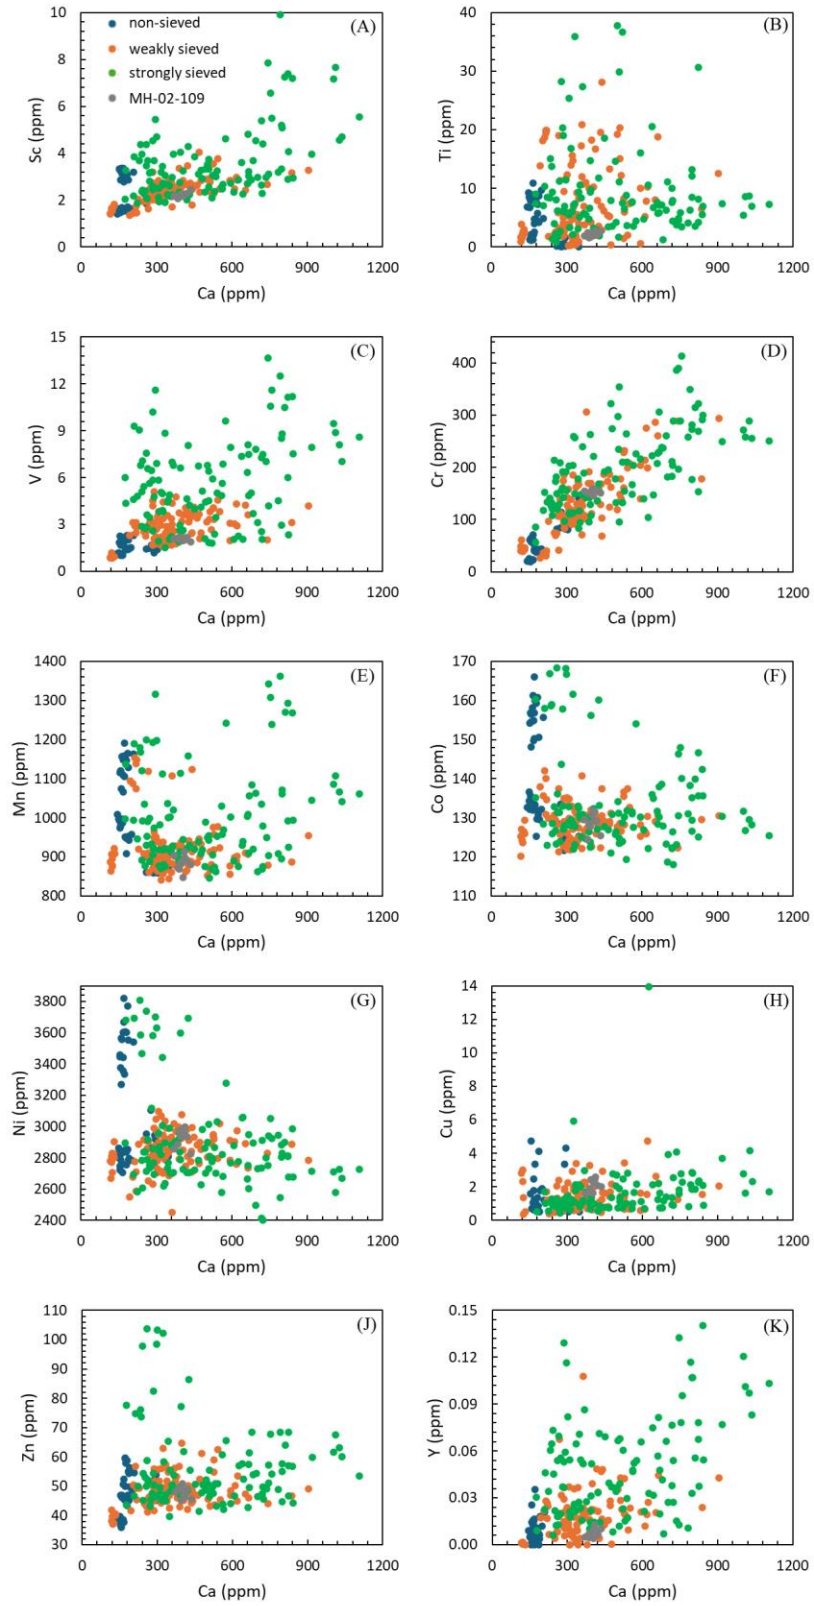 (A)
non-sieved
weakly sieved
strongly sieved
MH-02-109
Sc (ppm)
10
8
6
4
2
0
0 300 600 900 1200
Ca (ppm)
(B)
Ti (ppm)
40
30
20
10
0
0 300 600 900 1200
Ca (ppm)
(C)
V (ppm)
15
12
9
6
3
0
0 300 600 900 1200
Ca (ppm)
(D)
Cr (ppm)
400
300
200
100
0
0 300 600 900 1200
Ca (ppm)
(E)
Mn (ppm)
1400
1300
1200
1100
1000
900
800
0 300 600 900 1200
Ca (ppm)
(F)
Co (ppm)
170
160
150
140
130
120
110
0 300 600 900 1200
Ca (ppm)
(G)
Ni (ppm)
3800
3600
3400
3200
3000
2800
2600
2400
0 300 600 900 1200
Ca (ppm)
(H)
Cu (ppm)
14
12
10
8
6
4
2
0
0 300 600 900 1200
Ca (ppm)
(J)
Zn (ppm)
110
100
90
80
70
60
50
40
30
0 300 600 900 1200
Ca (ppm)
(K)
Y (ppm)
0.15
0.12
0.09
0.06
0.03
0.00
0 300 600 900 1200
Ca (ppm)